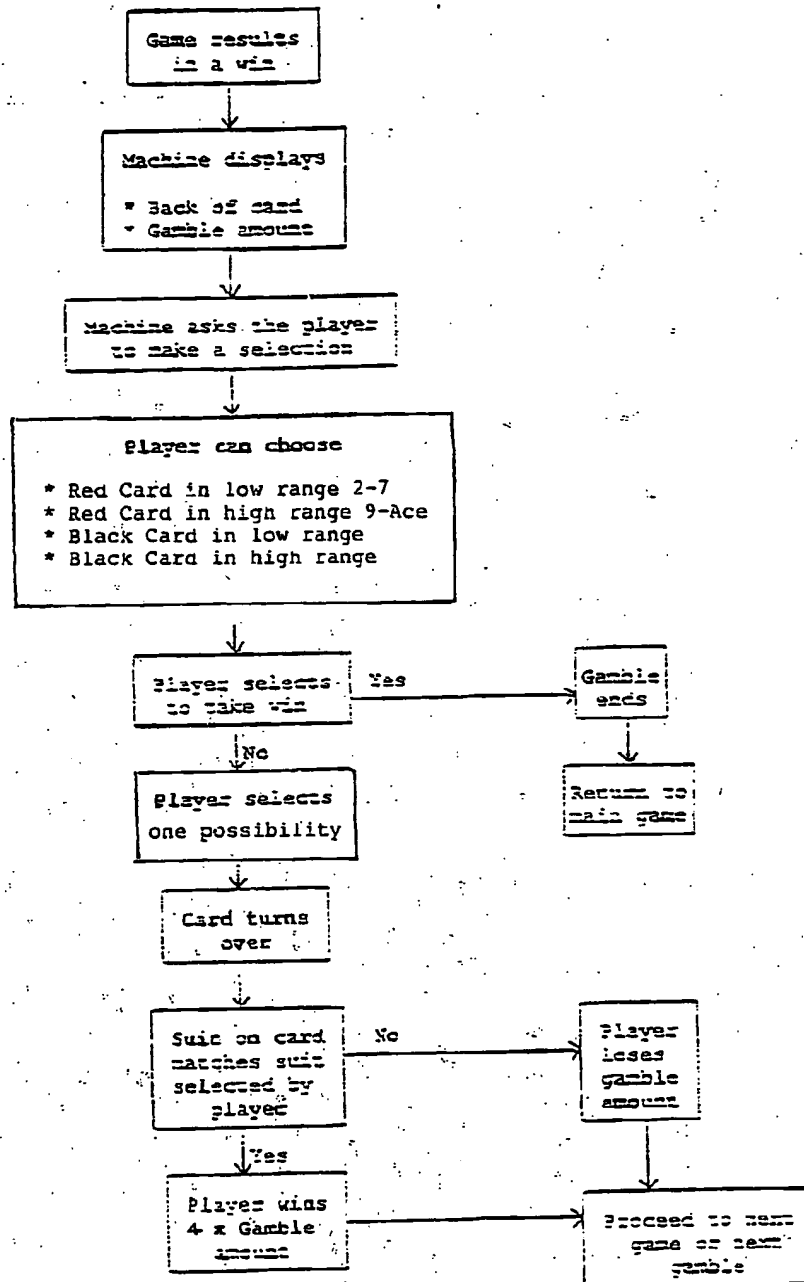 Game results
in a win
Machine displays
* Back of card
* Gamble amount
Machine asks the player
to make a selection
Player can choose
* Red Card in low range 2-7
* Red Card in high range 9-Ace
* Black Card in low range
* Black Card in high range
Player selects
to take win
Yes
Gamble
ends
No
Player selects
one possibility
Return to
main game
Card turns
over
Suit on card
matches suit
selected by
player
No
Player
loses
gamble
amount
Yes
Player wins
4 x Gamble
amount
Proceed to next
game or next
gamble